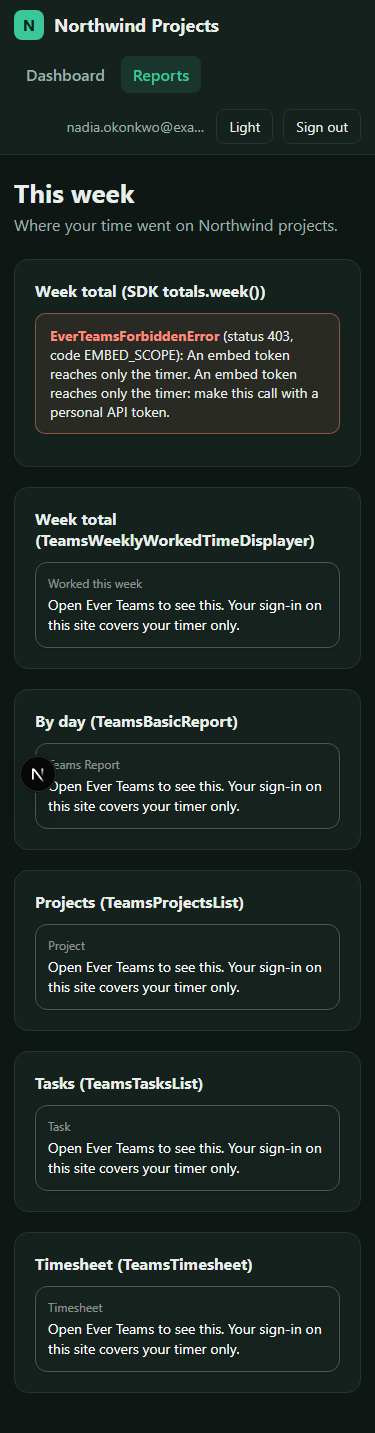 N Northwind Projects
Dashboard Reports
nadia.okonkwo@exa... Light Sign out
This week
Where your time went on Northwind projects.
Week total (SDK totals.week())
EverTeamsForbiddenError (status 403,
code EMBED_SCOPE): An embed token
reaches only the timer. An embed token
reaches only the timer: make this call with a
personal API token.
Week total
(TeamsWeeklyWorkedTimeDisplayer)
Worked this week
Open Ever Teams to see this. Your sign-in on
this site covers your timer only.
By day (TeamsBasicReport)
N
Teams Report
Open Ever Teams to see this. Your sign-in on
this site covers your timer only.
Projects (TeamsProjectsList)
Project
Open Ever Teams to see this. Your sign-in on
this site covers your timer only.
Tasks (TeamsTasksList)
Task
Open Ever Teams to see this. Your sign-in on
this site covers your timer only.
Timesheet (TeamsTimesheet)
Timesheet
Open Ever Teams to see this. Your sign-in on
this site covers your timer only.